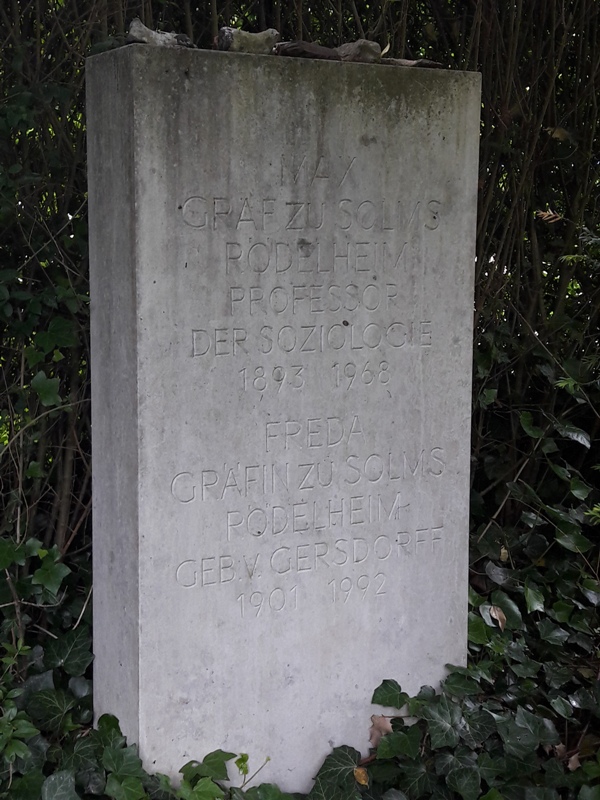 MAX
GRAF ZU SOLMS
RÖDELHEIM
PROFESSOR
DER SOZIOLOGIE
1893 1968
FREDA
GRÄFIN ZU SOLMS
RÖDELHEIM
GEB. V. GERSDORFF
1901 1992